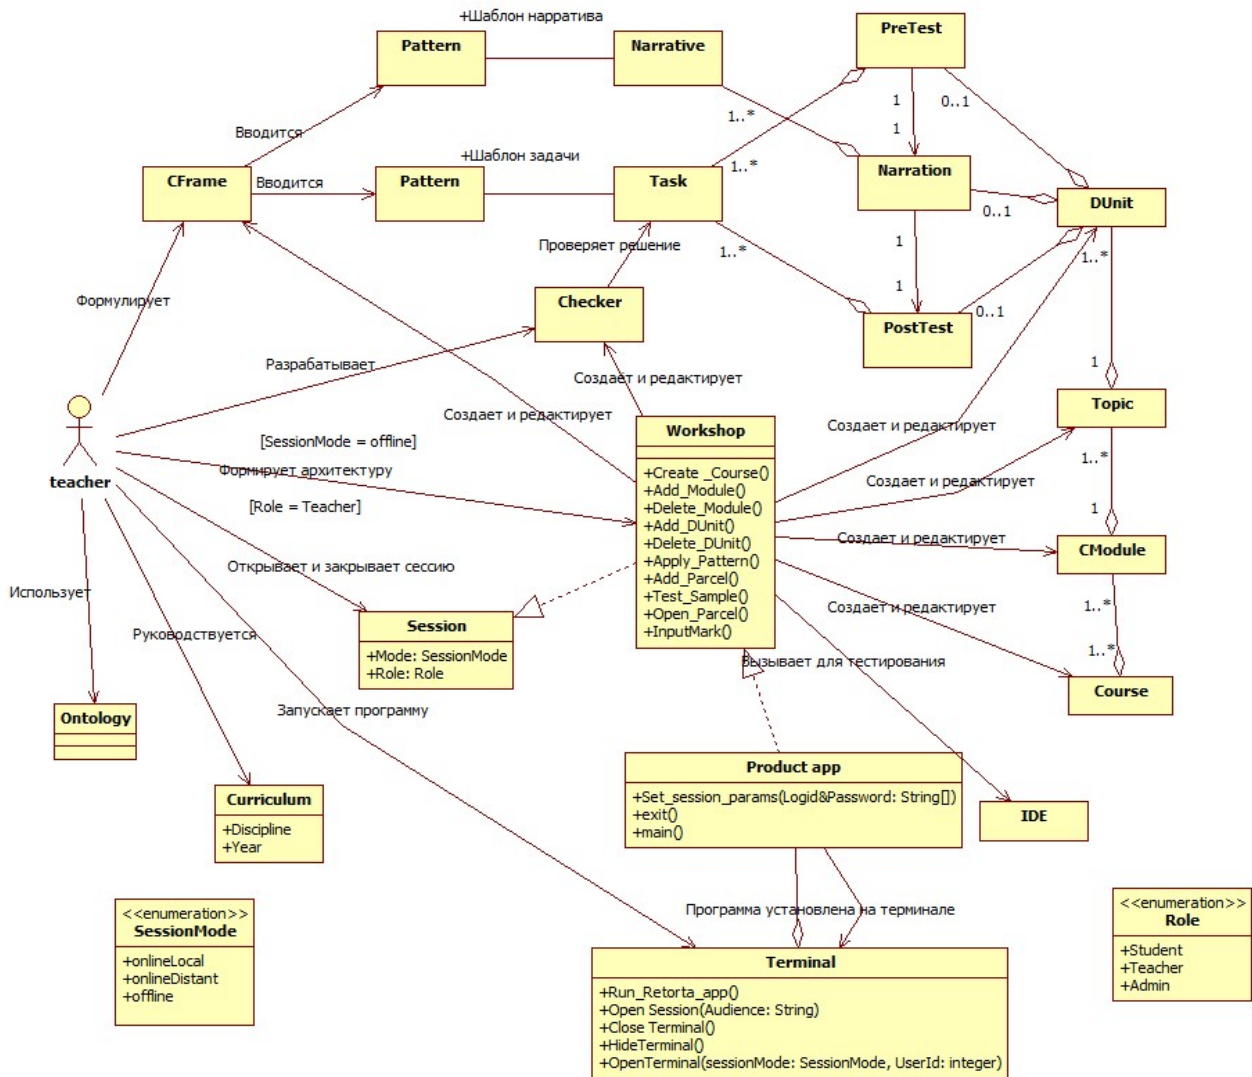 +Шаблон нарратива
Pattern
Narrative
PreTest
Вводится
1..*
1
0..1
1
+Шаблон задачи
1..*
CFrame
Вводится
Pattern
Task
Narration
DUnit
0..1
Проверяет решение
1..*
1
1..*
Формулирует
Checker
1
PostTest
0..1
Разрабатывает
Создает и редактирует
1
Topic
Создает и редактирует
[SessionMode = offline]
Формирует архитектуру
teacher
Workshop
+Create _Course()
+Add_Module()
+Delete_Module()
+Add_DUnit()
+Delete_DUnit()
+Apply_Pattern()
+Add_Parcel()
+Test_Sample()
+Open_Parcel()
+InputMark()
Создает и редактирует
1..*
Создает и редактирует
[Role = Teacher]
1
Создает и редактирует
CModule
Открывает и закрывает сессию
Использует
Создает и редактирует
1..*
Руководствуется
Session
+Mode: SessionMode
+Role: Role
1..*
Вызывает для тестирования
Course
Ontology
Запускает программу
Product app
+Set_session_params(Logid&Password: String[])
+exit()
+main()
Curriculum
+Discipline
+Year
IDE
<<enumeration>>
SessionMode
+onlineLocal
+onlineDistant
+offline
Программа установлена на терминале
<<enumeration>>
Role
+Student
+Teacher
+Admin
Terminal
+Run_Retorta_app()
+Open Session(Audience: String)
+Close Terminal()
+HideTerminal()
+OpenTerminal(sessionMode: SessionMode, UserId: integer)